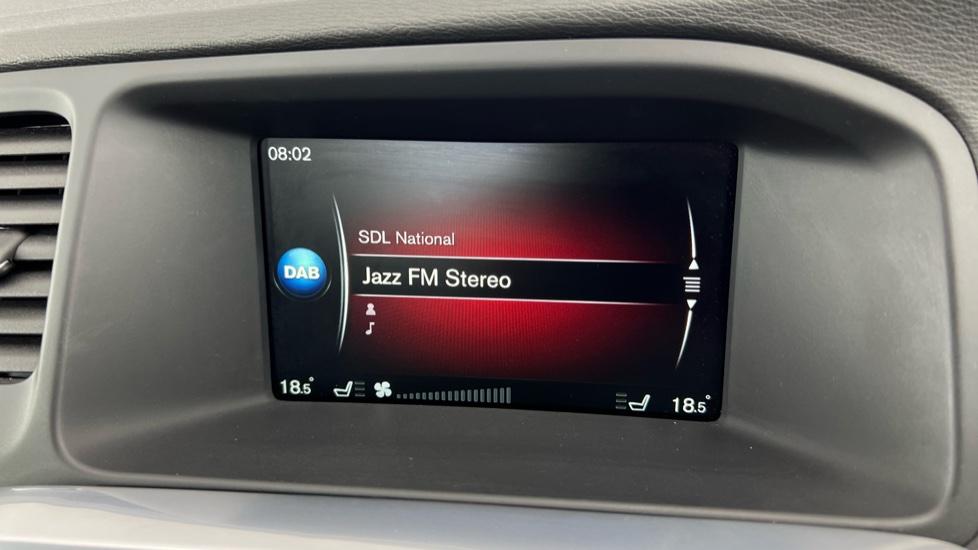 08:02
SDL National
DAB
Jazz FM Stereo
18.5°
18.5°